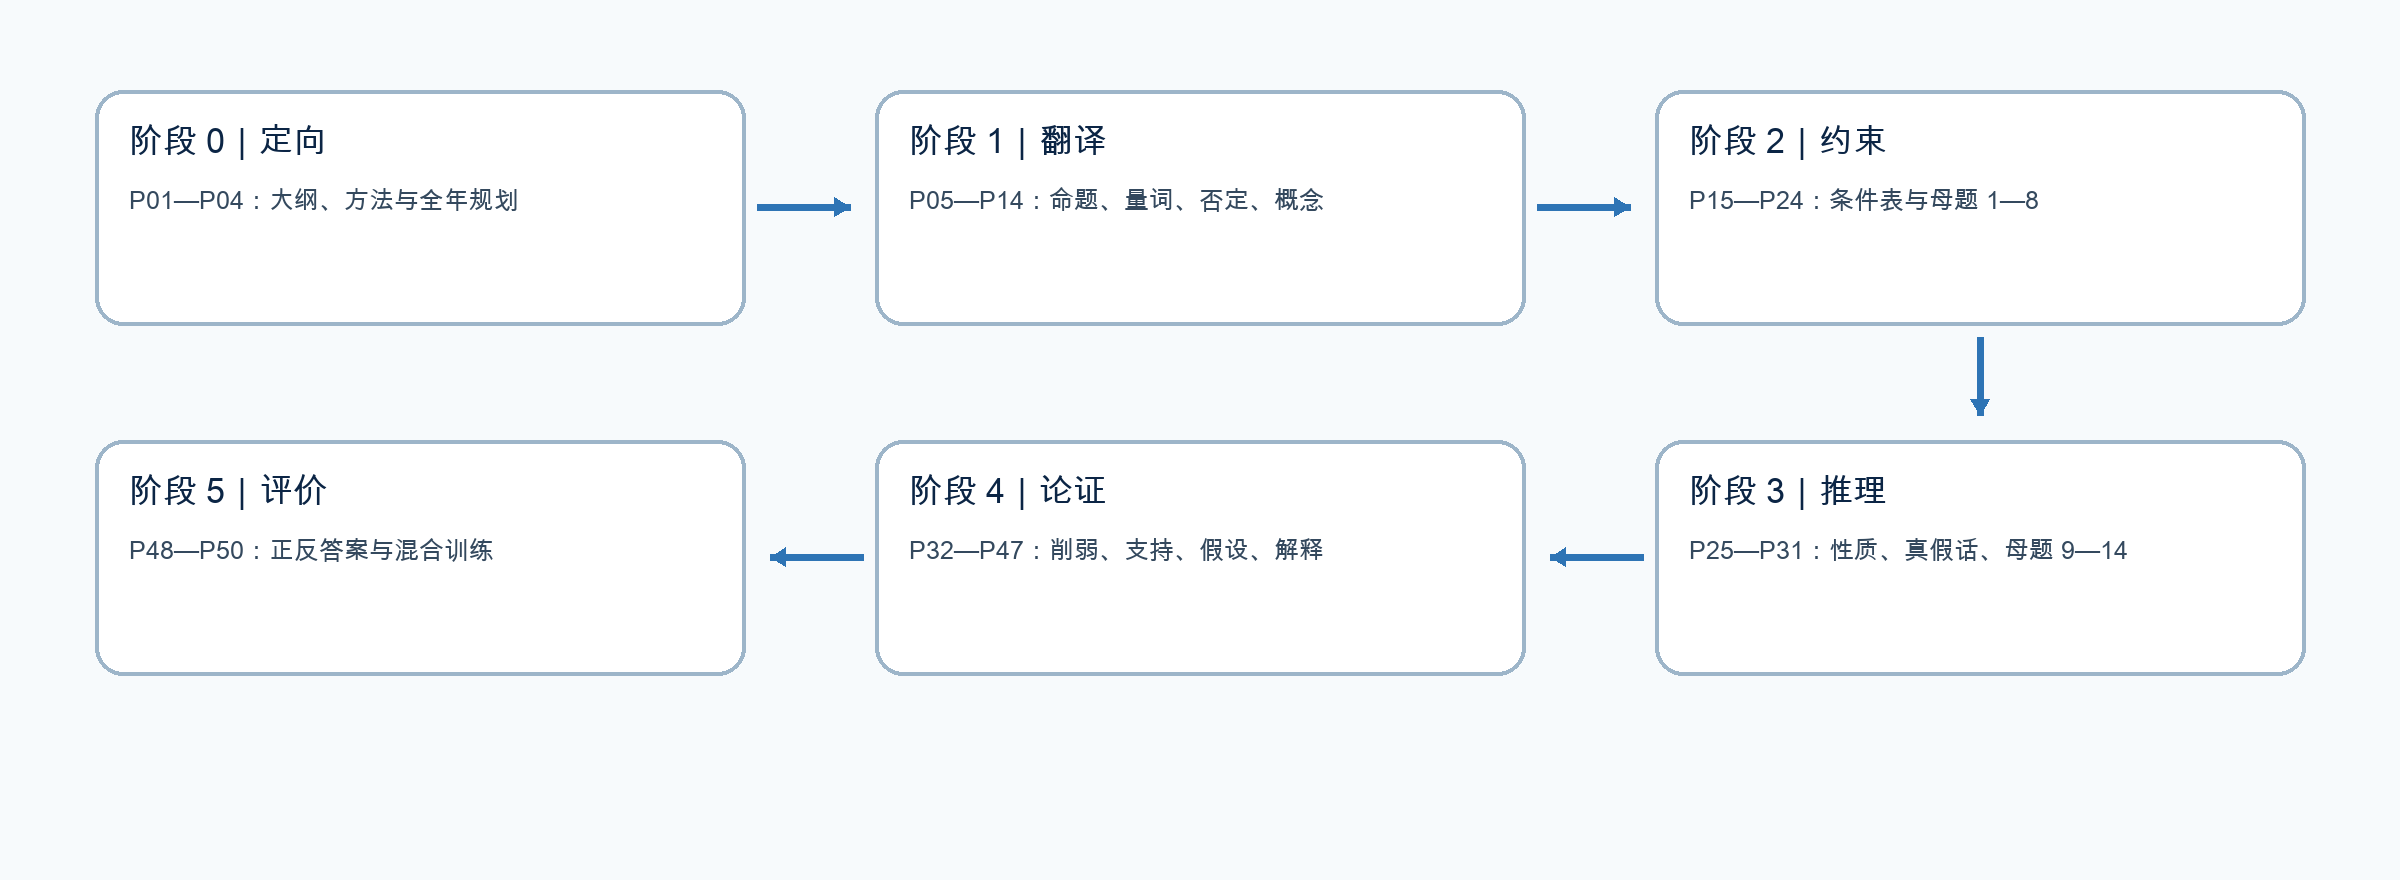 阶段 0 | 定向
P01—P04：大纲、方法与全年规划
阶段 1 | 翻译
P05—P14：命题、量词、否定、概念
阶段 2 | 约束
P15—P24：条件表与母题 1—8
阶段 3 | 推理
P25—P31：性质、真假话、母题 9—14
阶段 4 | 论证
P32—P47：削弱、支持、假设、解释
阶段 5 | 评价
P48—P50：正反答案与混合训练